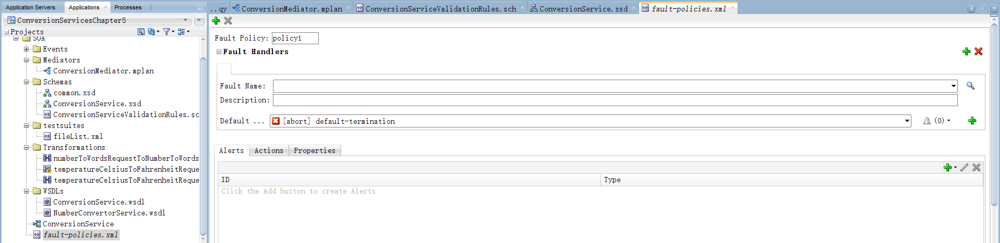 Application Servers
Applications
Processes
ConversionServicesChapter5
Projects
SOA
Events
Mediators
ConversionMediator.mplan
Schemas
common.xsd
ConversionService.xsd
ConversionServiceValidationRules.sc
testsuites
fileList.xml
Transformations
numberToWordsRequestToNumberToWords
temperatureCelsiusToFahrenheitReque
temperatureCelsiusToFahrenheitReque
WSDLs
ConversionService.wsdl
NumberConvertorService.wsdl
ConversionService
fault-policies.xml
..qy
ConversionMediator.mplan
ConversionServiceValidationRules.sch
ConversionService.xsd
fault-policies.xml
Fault Policy: policy1
Fault Handlers
Fault Name:
Description:
Default ... [abort] default-termination (0)
Alerts Actions Properties
ID Type
Click the Add button to create Alerts